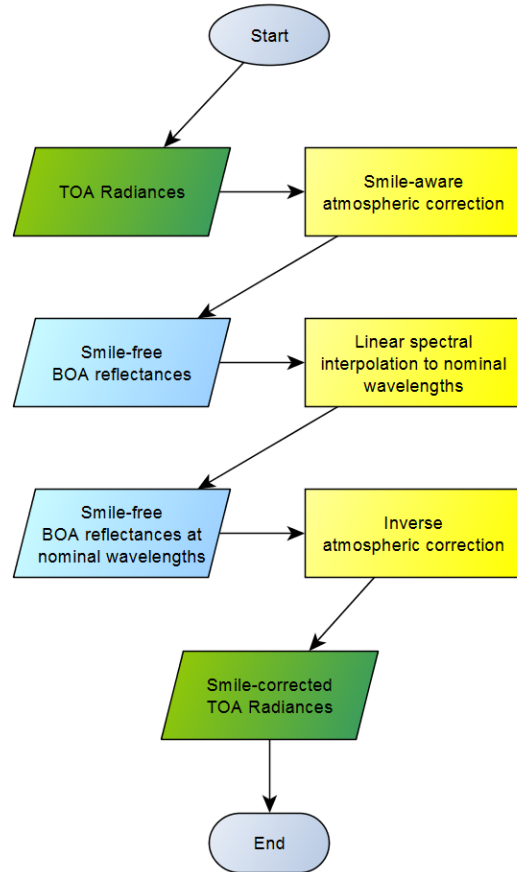 Start
TOA Radiances
Smile-aware
atmospheric correction
Smile-free
BOA reflectances
Linear spectral
interpolation to nominal
wavelengths
Smile-free
BOA reflectances at
nominal wavelengths
Inverse
atmospheric correction
Smile-corrected
TOA Radiances
End